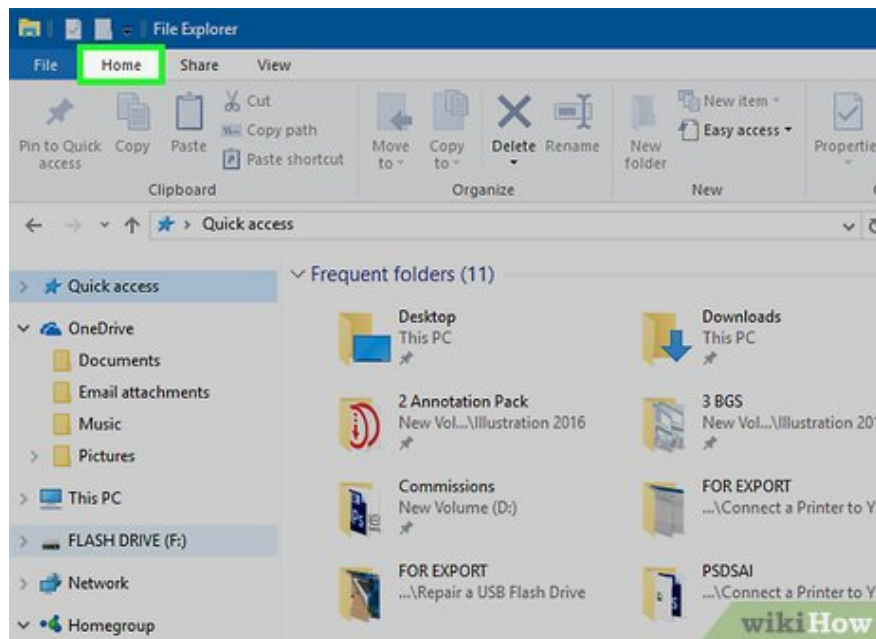 File Explorer
File Home Share View
Pin to Quick access
Copy
Paste
Cut
Copy path
Paste shortcut
Clipboard
Move to
Copy to
Delete
Rename
Organize
New folder
New item
Easy access
New
Propertie
Quick access
Quick access
OneDrive
Documents
Email attachments
Music
Pictures
This PC
FLASH DRIVE (F:)
Network
Homegroup
Frequent folders (11)
Desktop
This PC
Downloads
This PC
2 Annotation Pack
New Vol...\Illustration 2016
3 BGS
New Vol...\Illustration 20
Commissions
New Volume (D:)
FOR EXPORT
...\Connect a Printer to Y
FOR EXPORT
...\Repair a USB Flash Drive
PSDSAI
...\Connect a Printer to Y
wikiHow